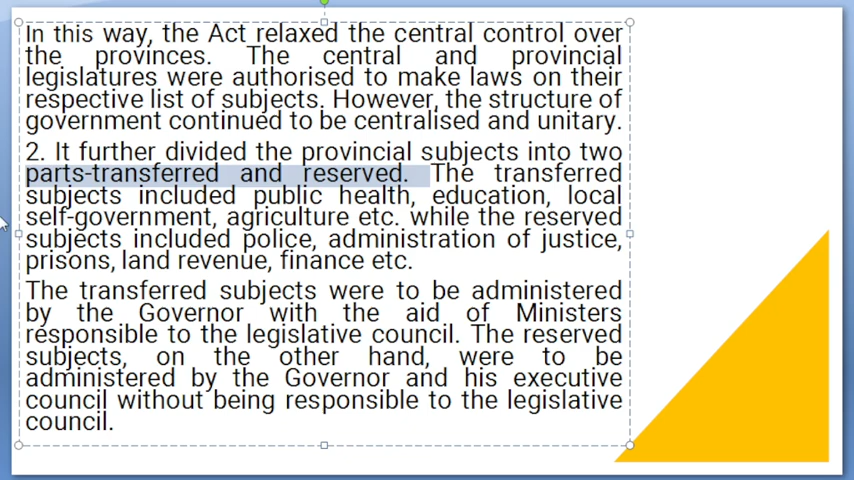 In this way, the Act relaxed the central control over
the provinces. The central and provincial
legislatures were authorised to make laws on their
respective list of subjects. However, the structure of
government continued to be centralised and unitary.
2. It further divided the provincial subjects into two
parts-transferred and reserved. The transferred
subjects included public health, education, local
self-government, agriculture etc. while the reserved
subjects included police, administration of justice,
prisons, land revenue, finance etc.
The transferred subjects were to be administered
by the Governor with the aid of Ministers
responsible to the legislative council. The reserved
subjects, on the other hand, were to be
administered by the Governor and his executive
council without being responsible to the legislative
council.